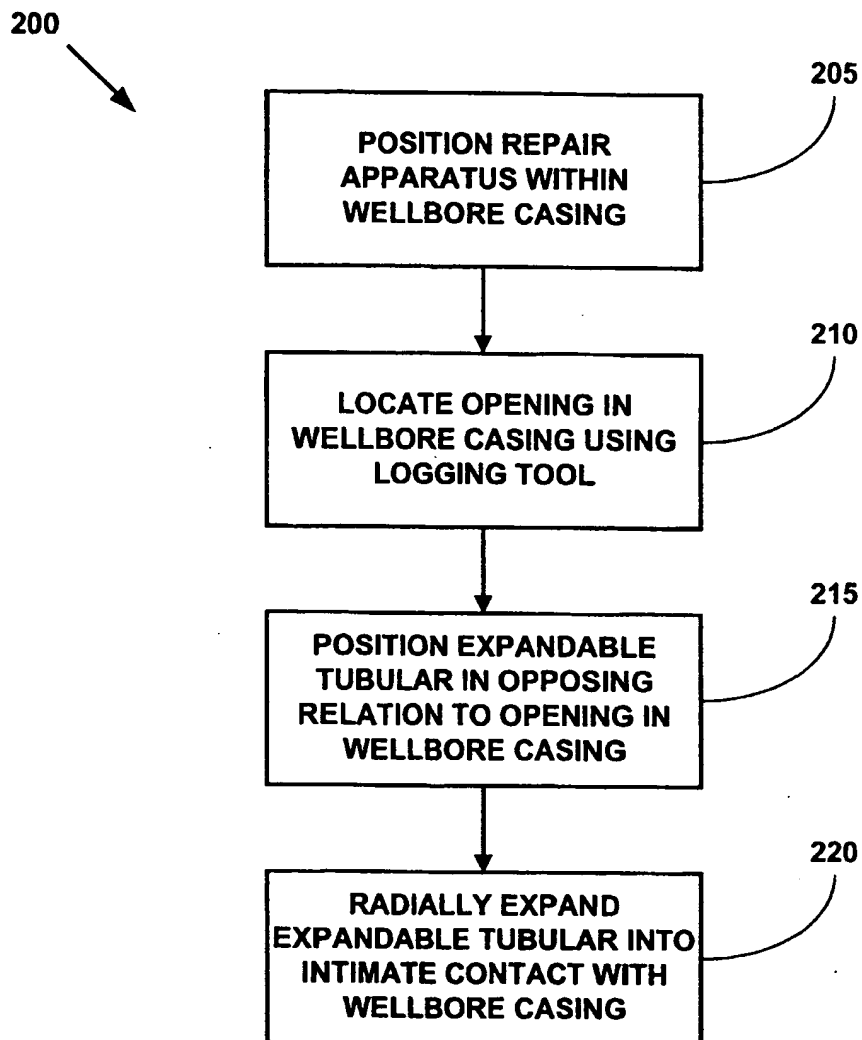 200
205
POSITION REPAIR
APPARATUS WITHIN
WELLBORE CASING
210
LOCATE OPENING IN
WELLBORE CASING USING
LOGGING TOOL
215
POSITION EXPANDABLE
TUBULAR IN OPPOSING
RELATION TO OPENING IN
WELLBORE CASING
220
RADIALLY EXPAND
EXPANDABLE TUBULAR INTO
INTIMATE CONTACT WITH
WELLBORE CASING